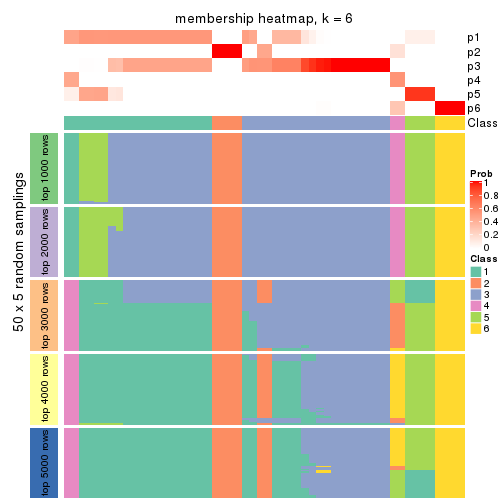 membership heatmap, k = 6
p1
p2
p3
p4
p5
p6
Class
50 x 5 random samplings
top 1000 rows
top 2000 rows
top 3000 rows
top 4000 rows
top 5000 rows
Prob
1
0.8
0.6
0.4
0.2
0
Class
1
2
3
4
5
6